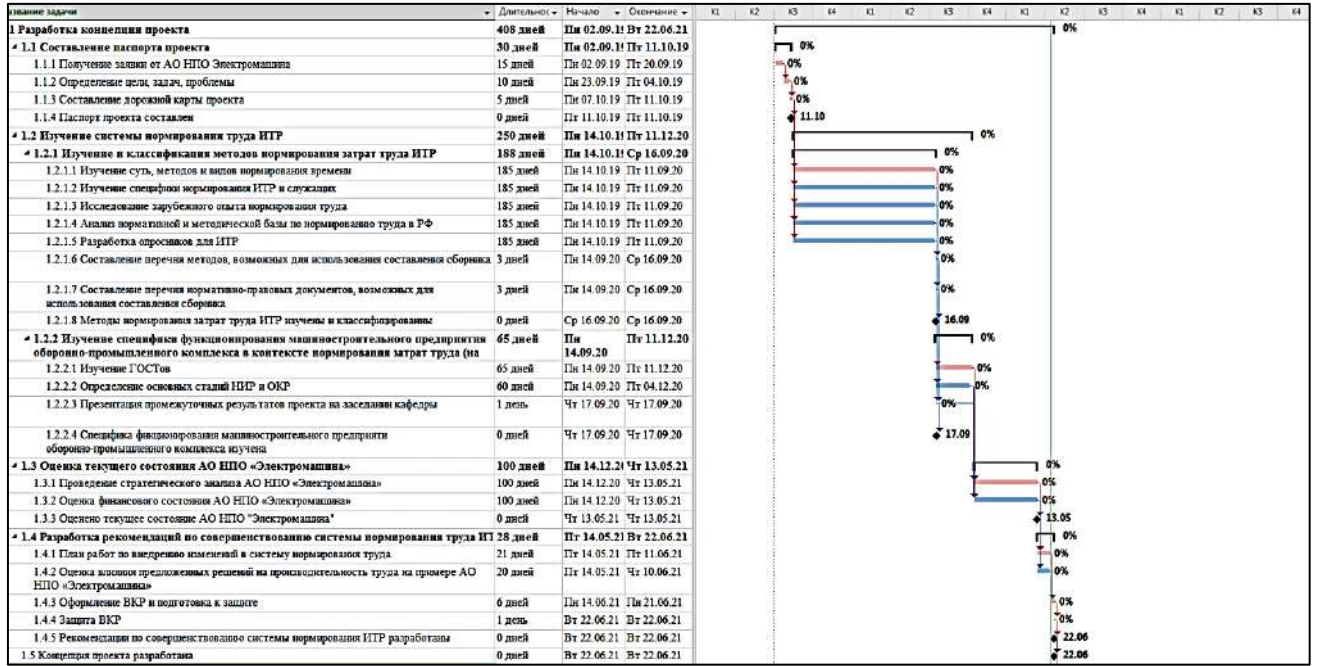 азвание задачи Длительнос Начало Окончание К1 К2 К3 К4 К1 К2 К3 К4 К1 К2 К3 К4 К1 К2 К3 К4
1 Разработка концепции проекта 408 дней Пн 02.09.19 Вт 22.06.21 0%
1.1 Составление паспорта проекта 30 дней Пн 02.09.19 Пт 11.10.19 0%
1.1.1 Получение заявки от АО НПО Электромашина 15 дней Пн 02.09.19 Пт 20.09.19 0%
1.1.2 Определение цели, задач, проблемы 10 дней Пн 23.09.19 Пт 04.10.19 0%
1.1.3 Составление дорожной карты проекта 5 дней Пн 07.10.19 Пт 11.10.19 0%
1.1.4 Паспорт проекта составлен 0 дней Пт 11.10.19 Пт 11.10.19 11.10
1.2 Изучение системы нормирования труда ИТР 250 дней Пн 14.10.19 Пт 11.12.20 0%
1.2.1 Изучение и классификация методов нормирования затрат труда ИТР 188 дней Пн 14.10.19 Ср 16.09.20 0%
1.2.1.1 Изучение суть, методов и видов нормирования времени 185 дней Пн 14.10.19 Пт 11.09.20 0%
1.2.1.2 Изучение специфики нормирования ИТР и служащих 185 дней Пн 14.10.19 Пт 11.09.20 0%
1.2.1.3 Исследование зарубежного опыта нормирования труда 185 дней Пн 14.10.19 Пт 11.09.20 0%
1.2.1.4 Анализ нормативной и методической базы по нормированию труда в РФ 185 дней Пн 14.10.19 Пт 11.09.20 0%
1.2.1.5 Разработка опросников для ИТР 185 дней Пн 14.10.19 Пт 11.09.20 0%
1.2.1.6 Составление перечня методов, возможных для использования составления сборника 3 дней Пн 14.09.20 Ср 16.09.20 0%
1.2.1.7 Составление перечня нормативно-правовых документов, возможных для 3 дней Пн 14.09.20 Ср 16.09.20 0%
использования составления сборника
1.2.1.8 Методы нормирования затрат труда ИТР изучены и классифицированны 0 дней Ср 16.09.20 Ср 16.09.20 16.09
1.2.2 Изучение специфики функционирования машиностроительного предприятия 65 дней Пн Пт 11.12.20 0%
оборонно-промышленного комплекса в контексте нормирования затрат труда (на 14.09.20
1.2.2.1 Изучение ГОСТов 65 дней Пн 14.09.20 Пт 11.12.20 0%
1.2.2.2 Определение основных стадий НИР и ОКР 60 дней Пн 14.09.20 Пт 04.12.20 0%
1.2.2.3 Презентация промежуточных результатов проекта на заседании кафедры 1 день Чт 17.09.20 Чт 17.09.20 0%
1.2.2.4 Специфика фнкционирования машиностроительного предприяти 0 дней Чт 17.09.20 Чт 17.09.20 17.09
оборонно-промышленного комплекса изучена
1.3 Оценка текущего состояния АО НПО «Электромашина» 100 дней Пн 14.12.20 Чт 13.05.21 0%
1.3.1 Проведение стратегического анализа АО НПО «Электромашина» 100 дней Пн 14.12.20 Чт 13.05.21 0%
1.3.2 Оценка финансового состояния АО НПО «Электромашина» 100 дней Пн 14.12.20 Чт 13.05.21 0%
1.3.3 Оценено текущее состояние АО НПО "Электромашина" 0 дней Чт 13.05.21 Чт 13.05.21 13.05
1.4 Разработка рекомендаций по совершенствованию системы нормирования труда ИТ 28 дней Пт 14.05.21 Вт 22.06.21 0%
1.4.1 План работ по внедрению изменений в систему нормирования труда 21 дней Пт 14.05.21 Пт 11.06.21 0%
1.4.2 Оценка влияния предложенных решений на производительность труда на примере АО 20 дней Пт 14.05.21 Чт 10.06.21 0%
НПО «Электромашина»
1.4.3 Оформление ВКР и подготовка к защите 6 дней Пн 14.06.21 Пн 21.06.21 0%
1.4.4 Защита ВКР 1 день Вт 22.06.21 Вт 22.06.21 0%
1.4.5 Рекомендации по совершенствованию системы нормирования ИТР разработаны 0 дней Вт 22.06.21 Вт 22.06.21 22.06
1.5 Концепция проекта разработана 0 дней Вт 22.06.21 Вт 22.06.21 22.06